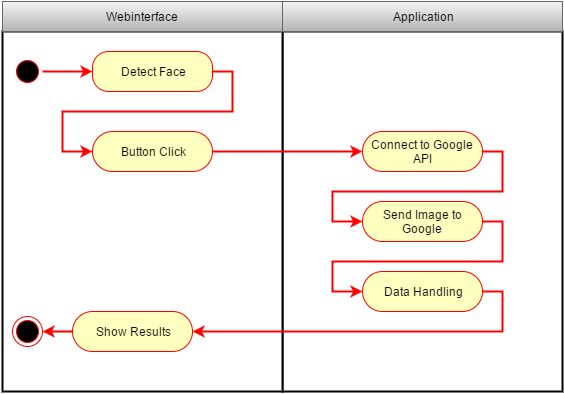 Webinterface
Application
Detect Face
Button Click
Connect to Google
API
Send Image to
Google
Data Handling
Show Results